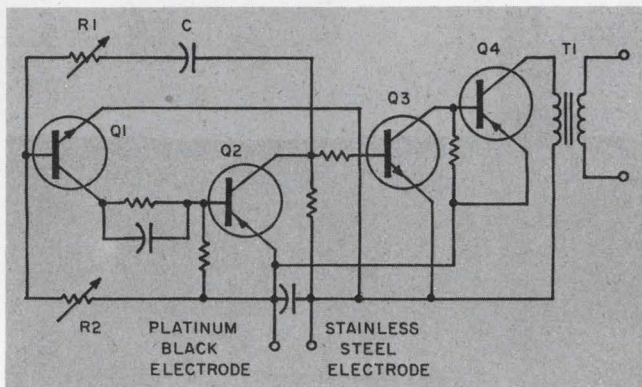 R1
C
Q4
T1
Q3
Q1
Q2
R2
PLATINUM
BLACK
ELECTRODE
STAINLESS
STEEL
ELECTRODE